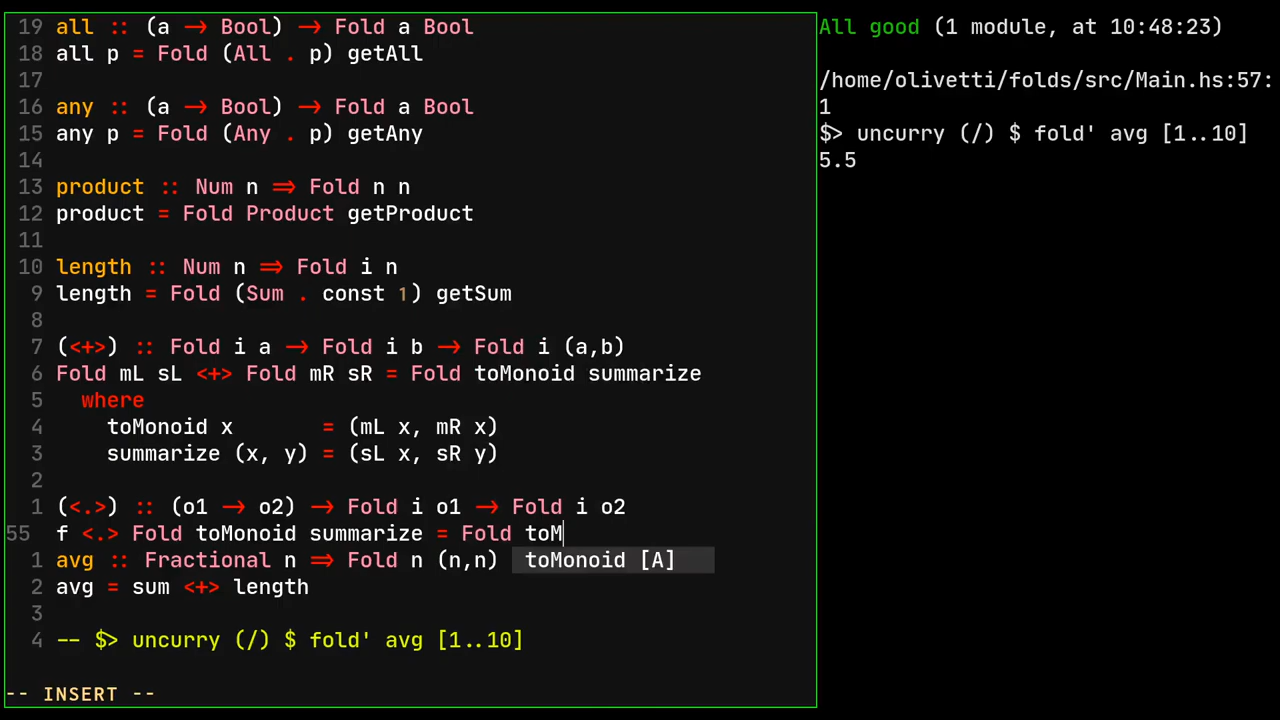 19 all :: (a → Bool) → Fold a Bool
18 all p = Fold (All . p) getAll
17
16 any :: (a → Bool) → Fold a Bool
15 any p = Fold (Any . p) getAny
14
13 product :: Num n ⇒ Fold n n
12 product = Fold Product getProduct
11
10 length :: Num n ⇒ Fold i n
9 length = Fold (Sum . const 1) getSum
8
7 (<+>) :: Fold i a → Fold i b → Fold i (a,b)
6 Fold mL sL <+> Fold mR sR = Fold toMonoid summarize
5 where
4 toMonoid x = (mL x, mR x)
3 summarize (x, y) = (sL x, sR y)
2
1 (<.>) :: (o1 → o2) → Fold i o1 → Fold i o2
55 f <.> Fold toMonoid summarize = Fold toM
1 avg :: Fractional n ⇒ Fold n (n,n) toMonoid [A]
2 avg = sum <+> length
3
4 -- $> uncurry (/) $ fold' avg [1..10]
-- INSERT --
All good (1 module, at 10:48:23)
/home/olivetti/folds/src/Main.hs:57:
1
$> uncurry (/) $ fold' avg [1..10]
5.5